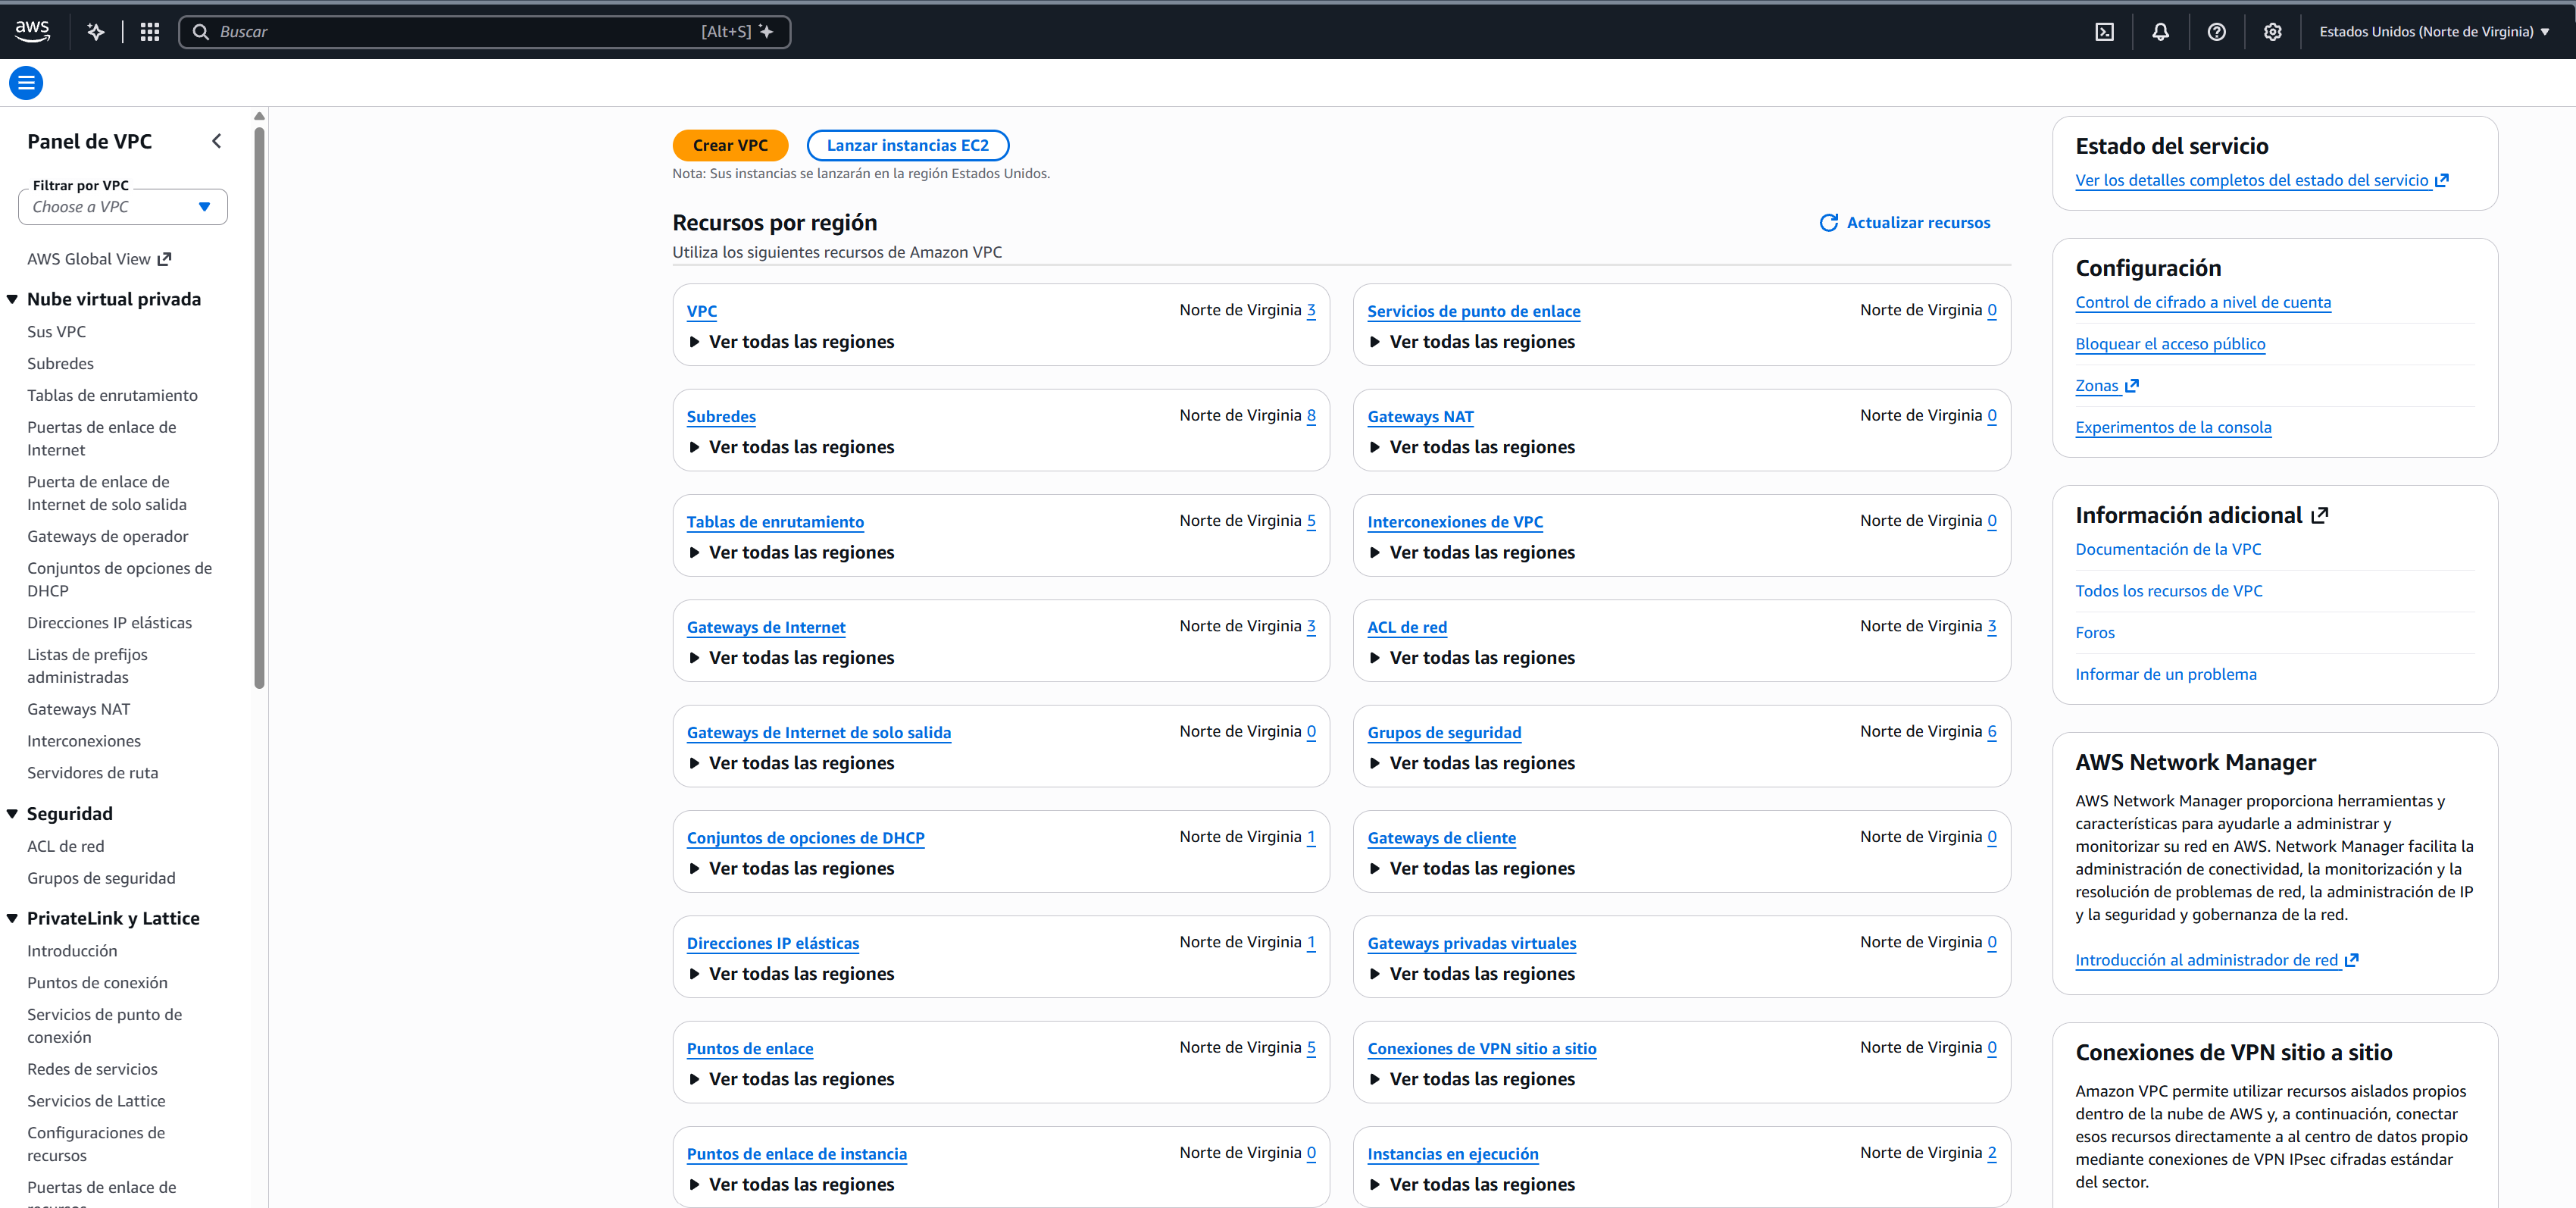 aws
Buscar
[Alt+S]
Estados Unidos (Norte de Virginia)
Panel de VPC
Filtrar por VPC
Choose a VPC
AWS Global View
Nube virtual privada
Sus VPC
Subredes
Tablas de enrutamiento
Puertas de enlace de
Internet
Puerta de enlace de
Internet de solo salida
Gateways de operador
Conjuntos de opciones de
DHCP
Direcciones IP elásticas
Listas de prefijos
administradas
Gateways NAT
Interconexiones
Servidores de ruta
Seguridad
ACL de red
Grupos de seguridad
PrivateLink y Lattice
Introducción
Puntos de conexión
Servicios de punto de
conexión
Redes de servicios
Servicios de Lattice
Configuraciones de
recursos
Puertas de enlace de
Crear VPC
Lanzar instancias EC2
Nota: Sus instancias se lanzarán en la región Estados Unidos.
Recursos por región
Actualizar recursos
Utiliza los siguientes recursos de Amazon VPC
VPC
Norte de Virginia 3
Ver todas las regiones
Servicios de punto de enlace
Norte de Virginia 0
Ver todas las regiones
Subredes
Norte de Virginia 8
Ver todas las regiones
Gateways NAT
Norte de Virginia 0
Ver todas las regiones
Tablas de enrutamiento
Norte de Virginia 5
Ver todas las regiones
Interconexiones de VPC
Norte de Virginia 0
Ver todas las regiones
Gateways de Internet
Norte de Virginia 3
Ver todas las regiones
ACL de red
Norte de Virginia 3
Ver todas las regiones
Gateways de Internet de solo salida
Norte de Virginia 0
Ver todas las regiones
Grupos de seguridad
Norte de Virginia 6
Ver todas las regiones
Conjuntos de opciones de DHCP
Norte de Virginia 1
Ver todas las regiones
Gateways de cliente
Norte de Virginia 0
Ver todas las regiones
Direcciones IP elásticas
Norte de Virginia 1
Ver todas las regiones
Gateways privadas virtuales
Norte de Virginia 0
Ver todas las regiones
Puntos de enlace
Norte de Virginia 5
Ver todas las regiones
Conexiones de VPN sitio a sitio
Norte de Virginia 0
Ver todas las regiones
Puntos de enlace de instancia
Norte de Virginia 0
Ver todas las regiones
Instancias en ejecución
Norte de Virginia 2
Ver todas las regiones
Estado del servicio
Ver los detalles completos del estado del servicio
Configuración
Control de cifrado a nivel de cuenta
Bloquear el acceso público
Zonas
Experimentos de la consola
Información adicional
Documentación de la VPC
Todos los recursos de VPC
Foros
Informar de un problema
AWS Network Manager
AWS Network Manager proporciona herramientas y
características para ayudarle a administrar y
monitorizar su red en AWS. Network Manager facilita la
administración de conectividad, la monitorización y la
resolución de problemas de red, la administración de IP
y la seguridad y gobernanza de la red.
Introducción al administrador de red
Conexiones de VPN sitio a sitio
Amazon VPC permite utilizar recursos aislados propios
dentro de la nube de AWS y, a continuación, conectar
esos recursos directamente a al centro de datos propio
mediante conexiones de VPN IPsec cifradas estándar
del sector.